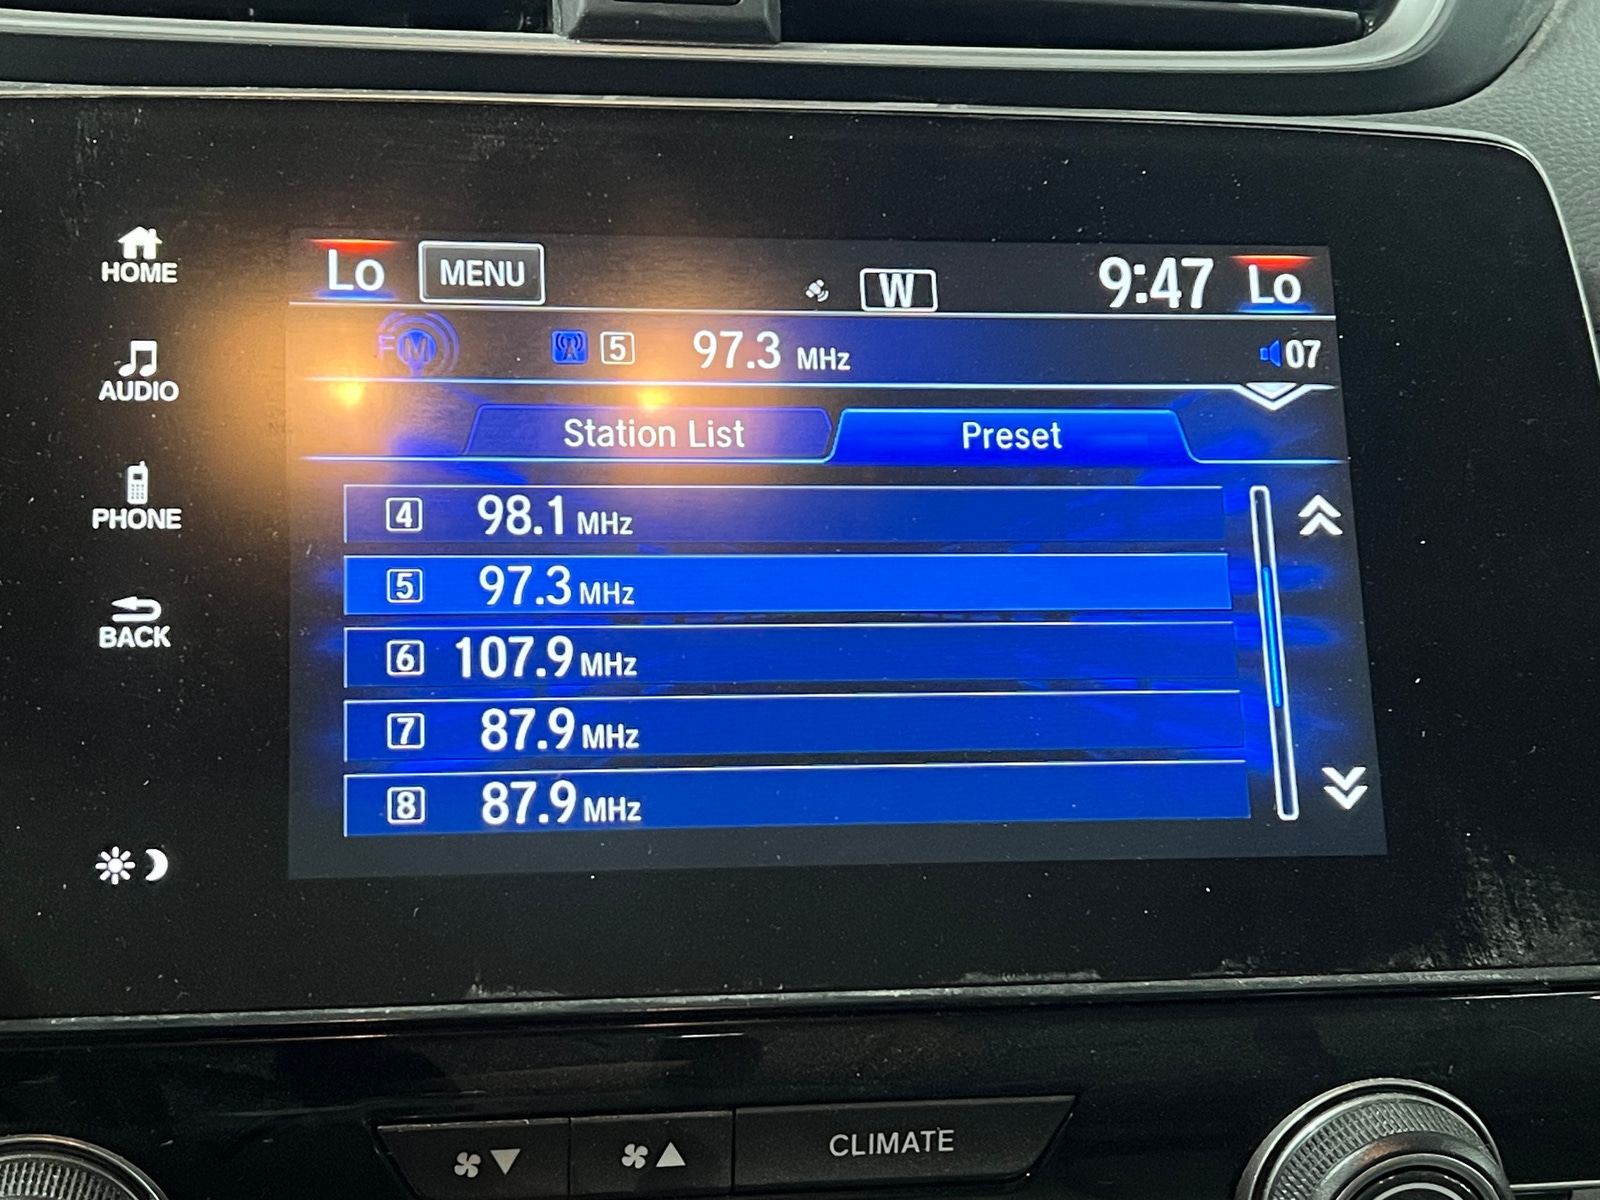 HOME
AUDIO
PHONE
BACK
Lo MENU W 9:47 Lo
FM 5 97.3 MHz 07
Station List Preset
4 98.1 MHz
5 97.3 MHz
6 107.9 MHz
7 87.9 MHz
8 87.9 MHz
CLIMATE